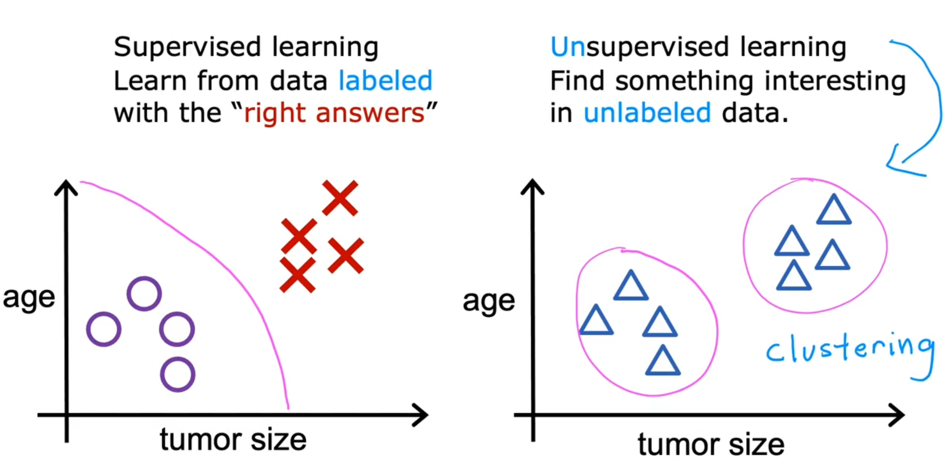 Supervised learning
Learn from data labeled
with the “right answers”
age
tumor size
Unsupervised learning
Find something interesting
in unlabeled data.
age
clustering
tumor size